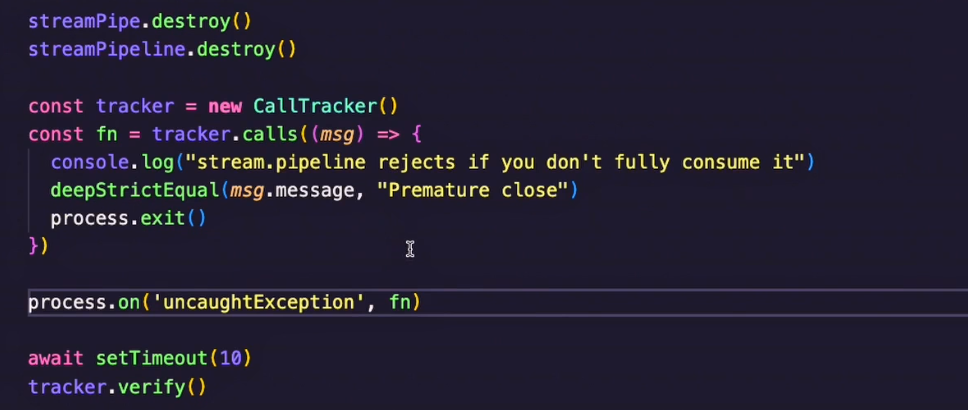 streamPipe.destroy()
streamPipeline.destroy()
const tracker = new CallTracker()
const fn = tracker.calls((msg) => {
console.log("stream.pipeline rejects if you don't fully consume it")
deepStrictEqual(msg.message, "Premature close")
process.exit()
})
process.on('uncaughtException', fn)
await setTimeout(10)
tracker.verify()